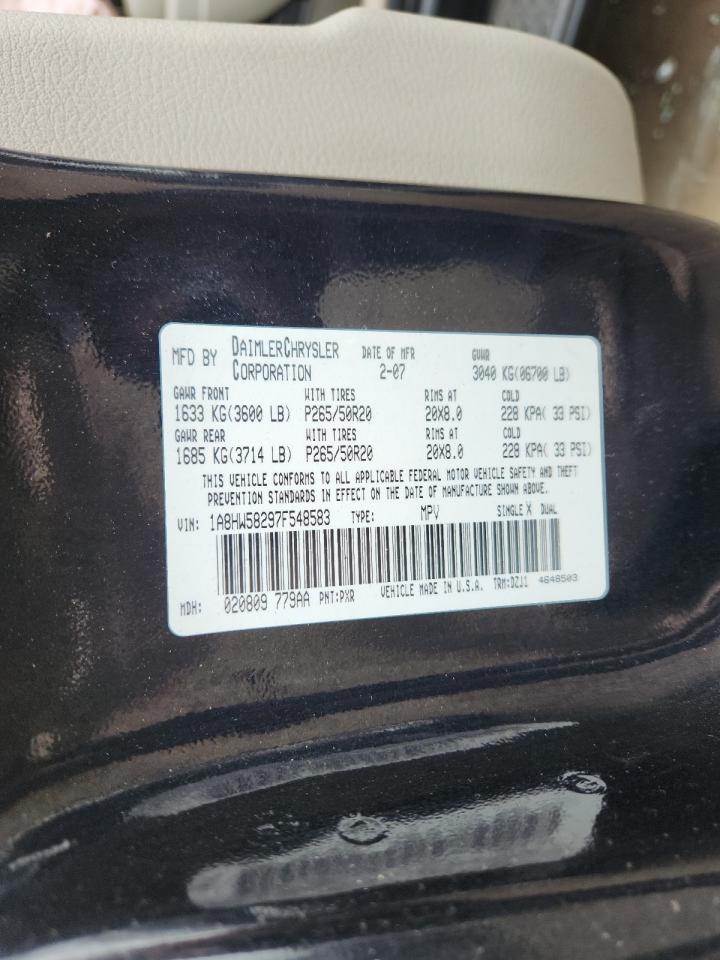 MFD BY DAIMLERCHRYSLER CORPORATION DATE OF MFR 2-07 GVWR 3040 KG(06700 LB)
GAWR FRONT WITH TIRES RIMS AT COLD
1633 KG(3600 LB) P265/50R20 20X8.0 228 KPA( 33 PSI)
GAWR REAR WITH TIRES RIMS AT COLD
1685 KG(3714 LB) P265/50R20 20X8.0 228 KPA( 33 PSI)
THIS VEHICLE CONFORMS TO ALL APPLICABLE FEDERAL MOTOR VEHICLE SAFETY AND THEFT
PREVENTION STANDARDS IN EFFECT ON THE DATE OF MANUFACTURE SHOWN ABOVE.
VIN: 1A8HW58297F548583 TYPE: MPV SINGLE X DUAL
MDH: 020809 779AA PNT:PXR VEHICLE MADE IN U.S.A. TRM:DZJ1 4648503